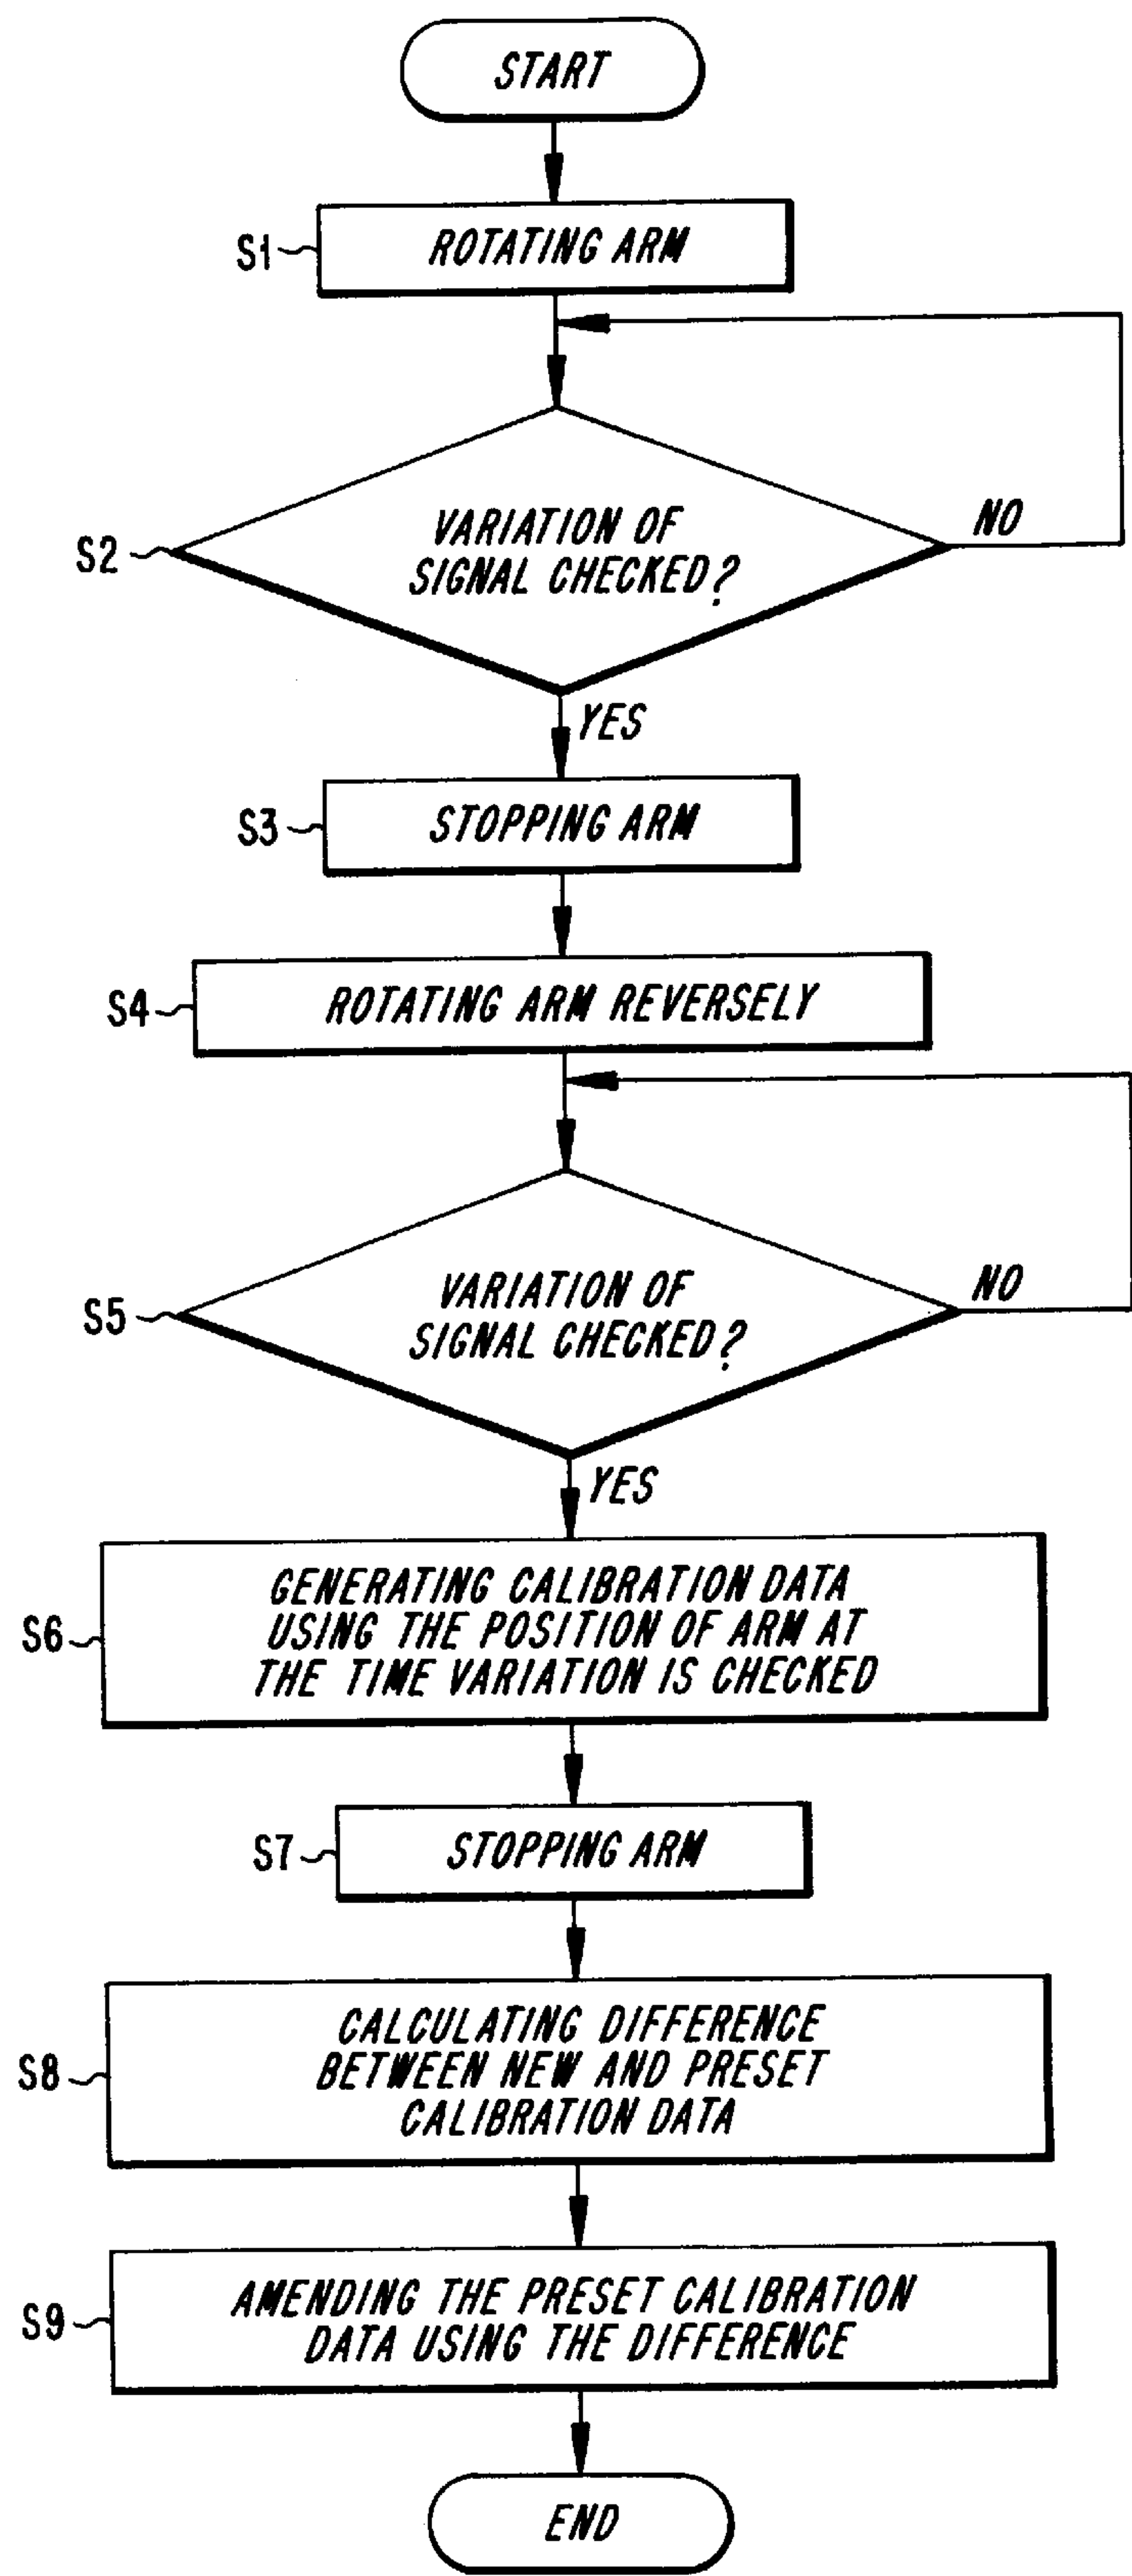 START
S1
ROTATING ARM
S2
VARIATION OF
SIGNAL CHECKED?
NO
YES
S3
STOPPING ARM
S4
ROTATING ARM REVERSELY
S5
VARIATION OF
SIGNAL CHECKED?
NO
YES
S6
GENERATING CALIBRATION DATA
USING THE POSITION OF ARM AT
THE TIME VARIATION IS CHECKED
S7
STOPPING ARM
S8
CALCULATING DIFFERENCE
BETWEEN NEW AND PRESET
CALIBRATION DATA
S9
AMENDING THE PRESET CALIBRATION
DATA USING THE DIFFERENCE
END